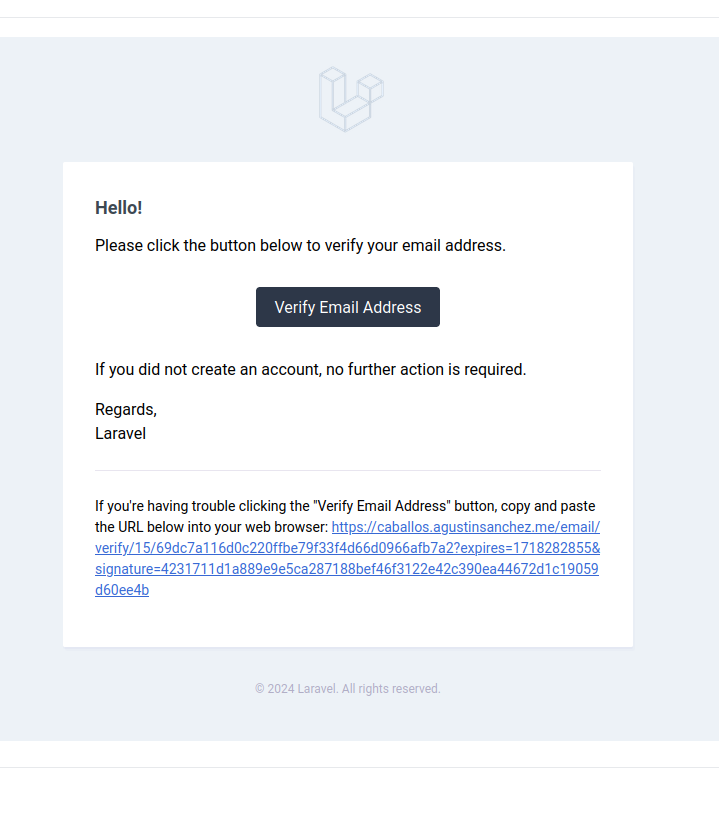 Hello!
Please click the button below to verify your email address.
Verify Email Address
If you did not create an account, no further action is required.
Regards,
Laravel
If you're having trouble clicking the "Verify Email Address" button, copy and paste
the URL below into your web browser: https://caballos.agustinsanchez.me/email/
verify/15/69dc7a116d0c220ffbe79f33f4d66d0966afb7a2?expires=1718282855&
signature=4231711d1a889e9e5ca287188bef46f3122e42c390ea44672d1c19059
d60ee4b
© 2024 Laravel. All rights reserved.